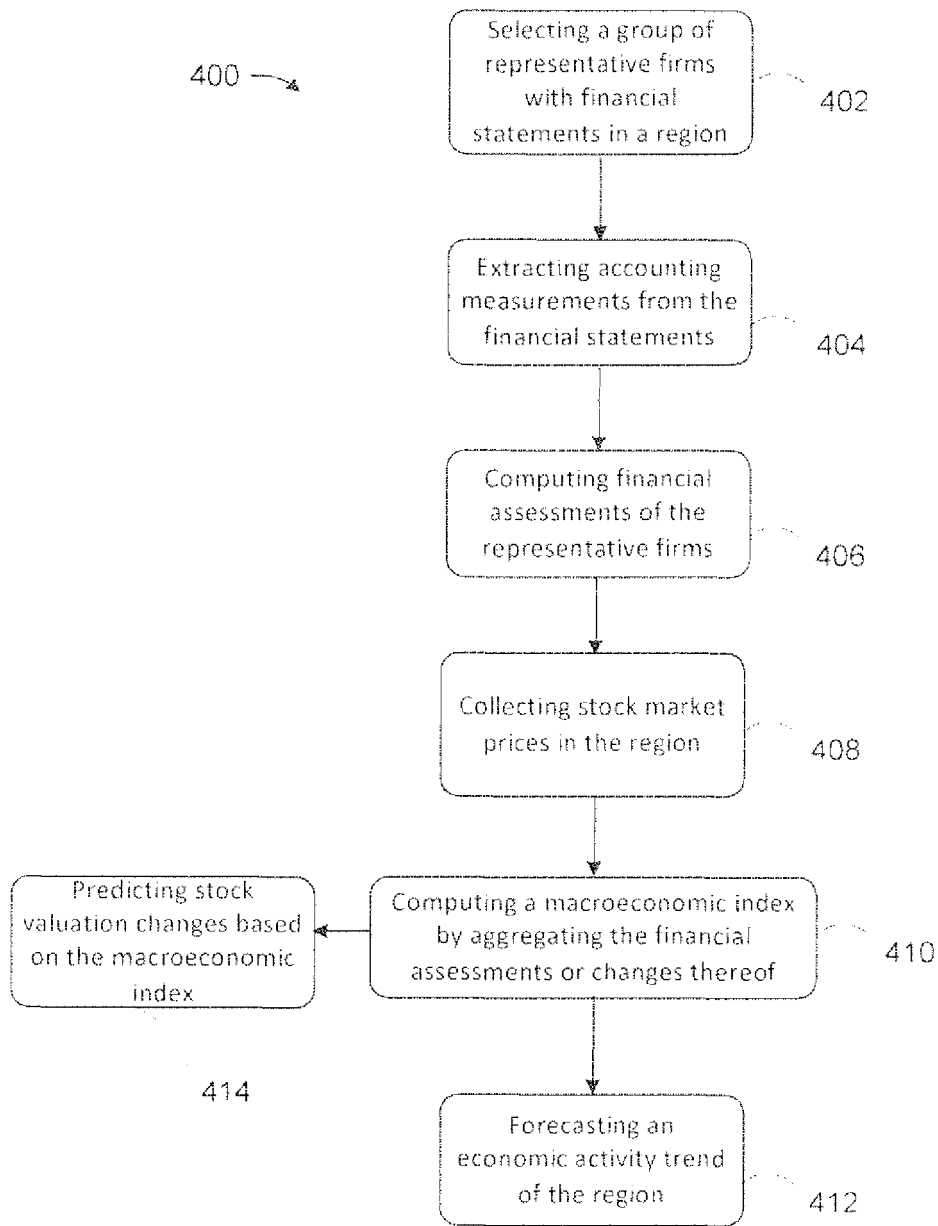 400
Selecting a group of
representative firms
with financial
statements in a region
402
Extracting accounting
measurements from the
financial statements
404
Computing financial
assessments of the
representative firms
406
Collecting stock market
prices in the region
408
Predicting stock
valuation changes based
on the macroeconomic
index
414
Computing a macroeconomic index
by aggregating the financial
assessments or changes thereof
410
Forecasting an
economic activity trend
of the region
412